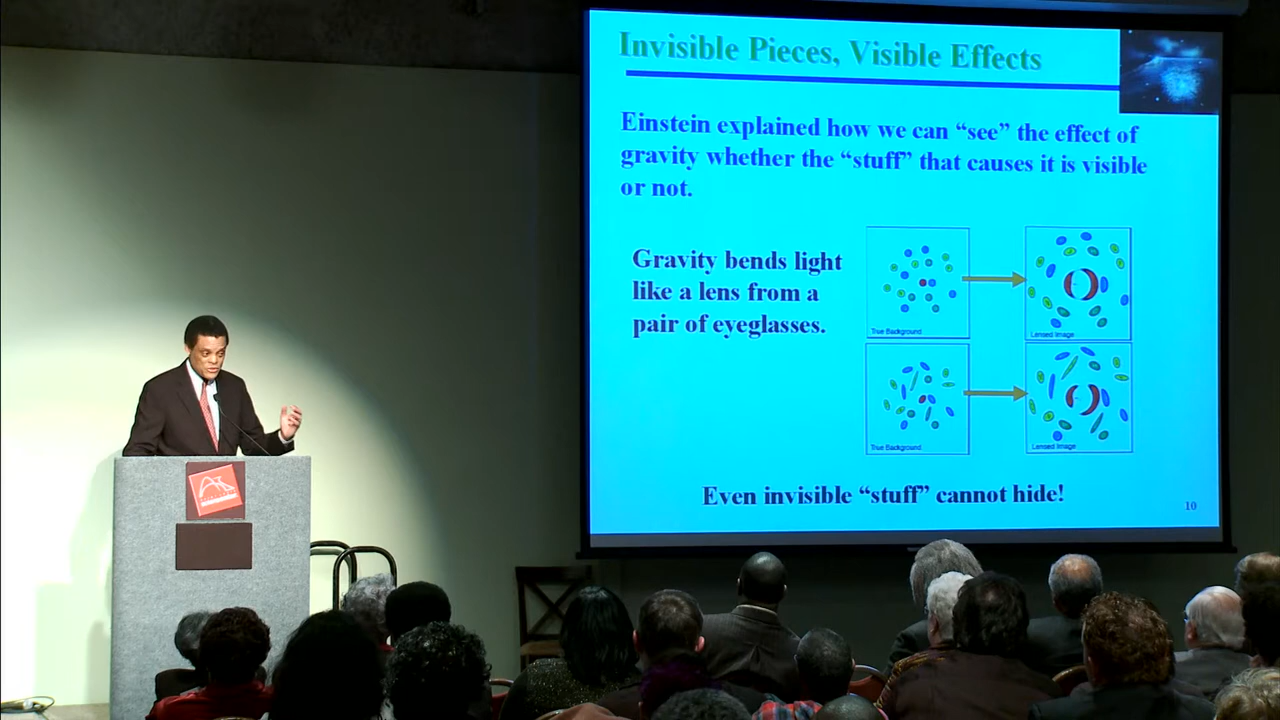 Invisible Pieces, Visible Effects
Einstein explained how we can “see” the effect of
gravity whether the “stuff” that causes it is visible
or not.
Gravity bends light
like a lens from a
pair of eyeglasses.
True Background
Lensed Image
True Background
Lensed Image
Even invisible “stuff” cannot hide!
10